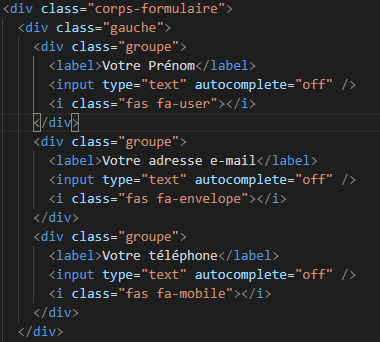 <div class="corps-formulaire">
<div class="gauche">
<div class="groupe">
<label>Votre Prénom</label>
<input type="text" autocomplete="off" />
<i class="fas fa-user"></i>
</div>
<div class="groupe">
<label>Votre adresse e-mail</label>
<input type="text" autocomplete="off" />
<i class="fas fa-envelope"></i>
</div>
<div class="groupe">
<label>Votre téléphone</label>
<input type="text" autocomplete="off" />
<i class="fas fa-mobile"></i>
</div>
</div>